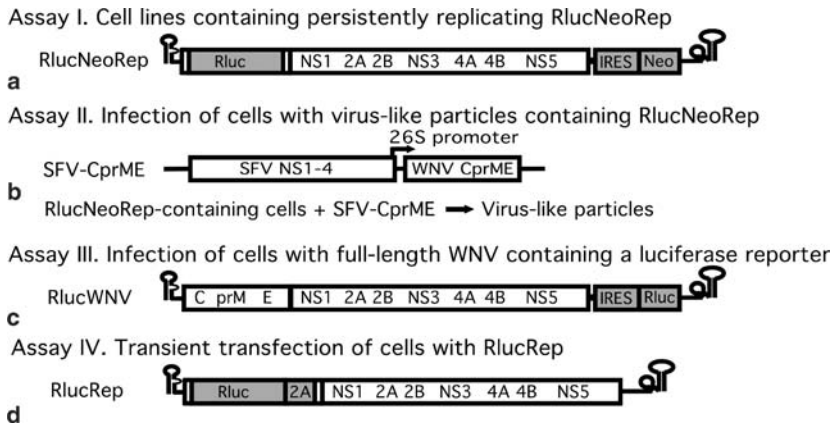 Assay I. Cell lines containing persistently replicating RlucNeoRep
RlucNeoRep Rluc NS1 2A 2B NS3 4A 4B NS5 IRES Neo
a
Assay II. Infection of cells with virus-like particles containing RlucNeoRep
26S promoter
SFV-CprME SFV NS1-4 WNV CprME
b
RlucNeoRep-containing cells + SFV-CprME → Virus-like particles
Assay III. Infection of cells with full-length WNV containing a luciferase reporter
RlucWNV C prM E NS1 2A 2B NS3 4A 4B NS5 IRES Rluc
c
Assay IV. Transient transfection of cells with RlucRep
RlucRep Rluc 2A NS1 2A 2B NS3 4A 4B NS5
d